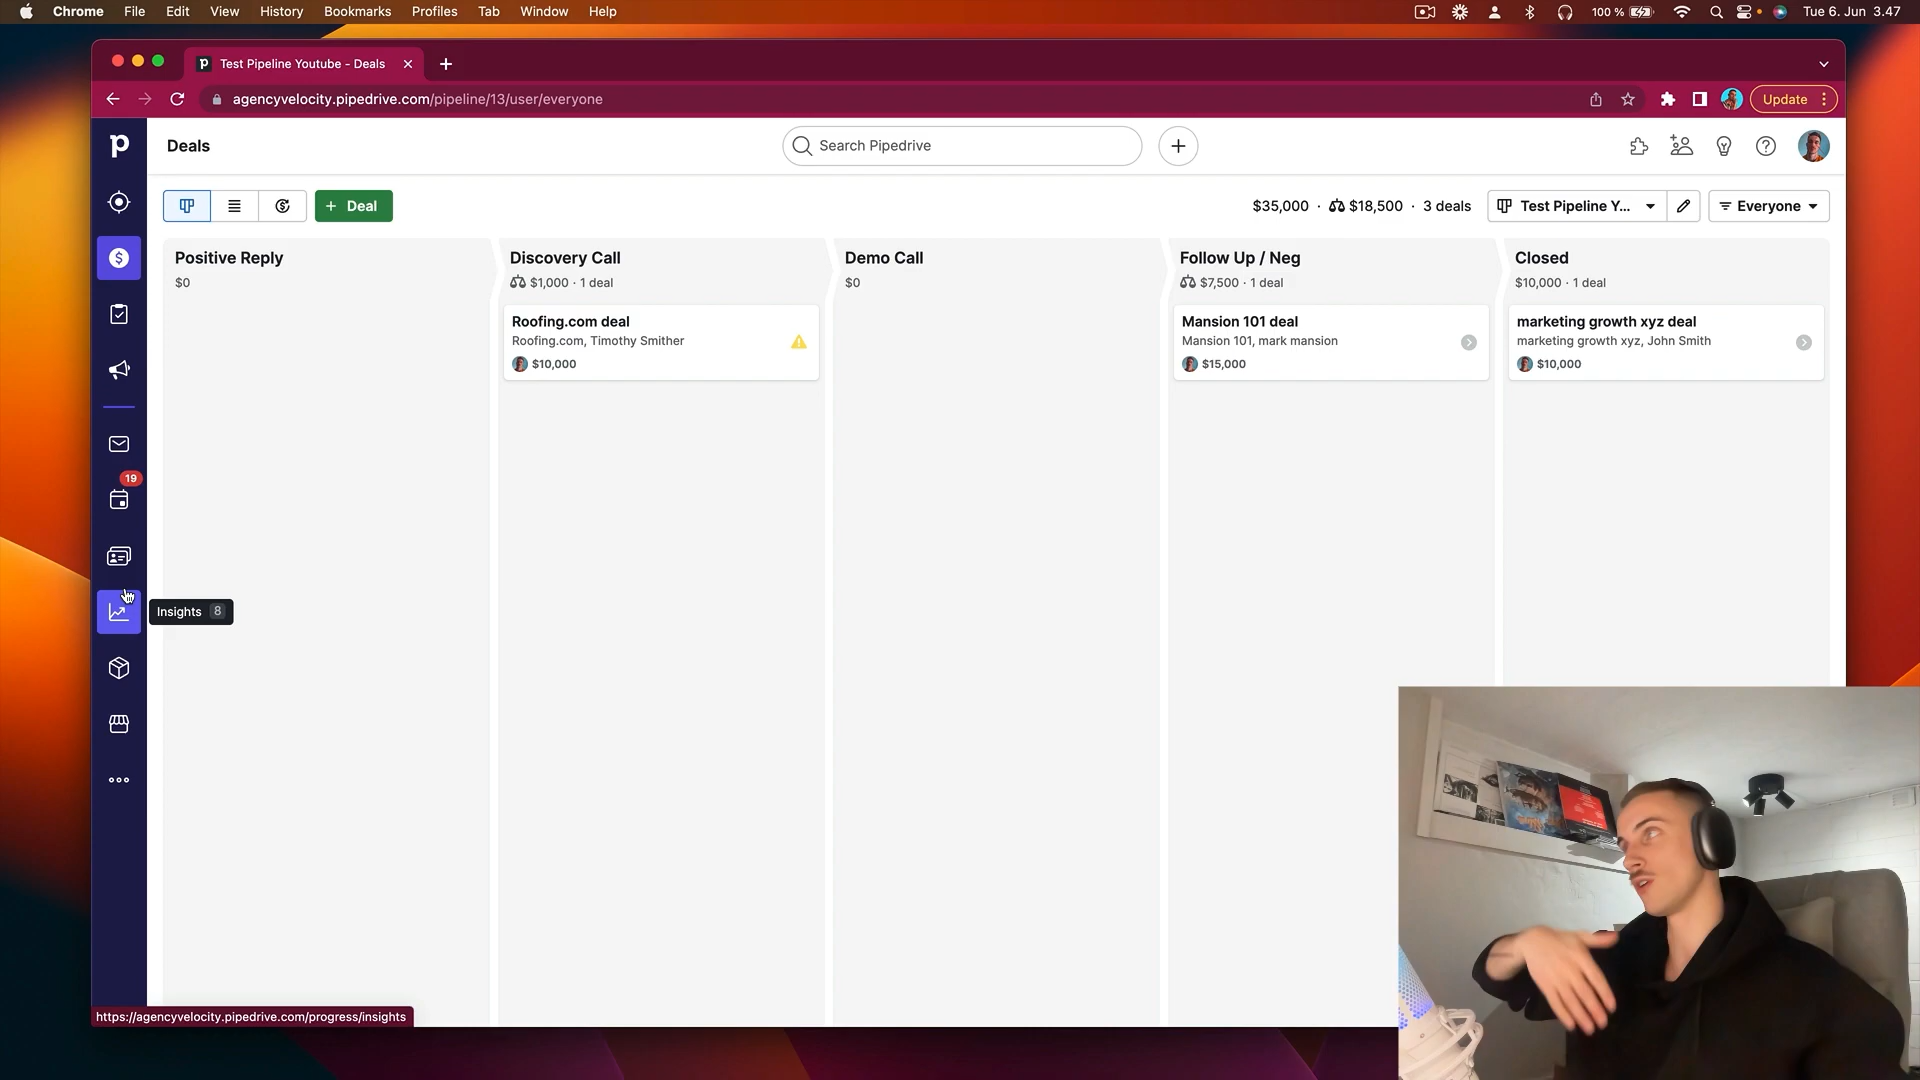 Chrome File Edit View History Bookmarks Profiles Tab Window Help 100 % Tue 6. Jun 3.47
Test Pipeline Youtube - Deals
agencyvelocity.pipedrive.com/pipeline/13/user/everyone
Update
Deals
Search Pipedrive
+ Deal
$35,000 · $18,500 · 3 deals
Test Pipeline Y...
Everyone
Positive Reply
$0
Discovery Call
$1,000 · 1 deal
Roofing.com deal
Roofing.com, Timothy Smither
$10,000
Demo Call
$0
Follow Up / Neg
$7,500 · 1 deal
Mansion 101 deal
Mansion 101, mark mansion
$15,000
Closed
$10,000 · 1 deal
marketing growth xyz deal
marketing growth xyz, John Smith
$10,000
19
Insights 8
https://agencyvelocity.pipedrive.com/progress/insights